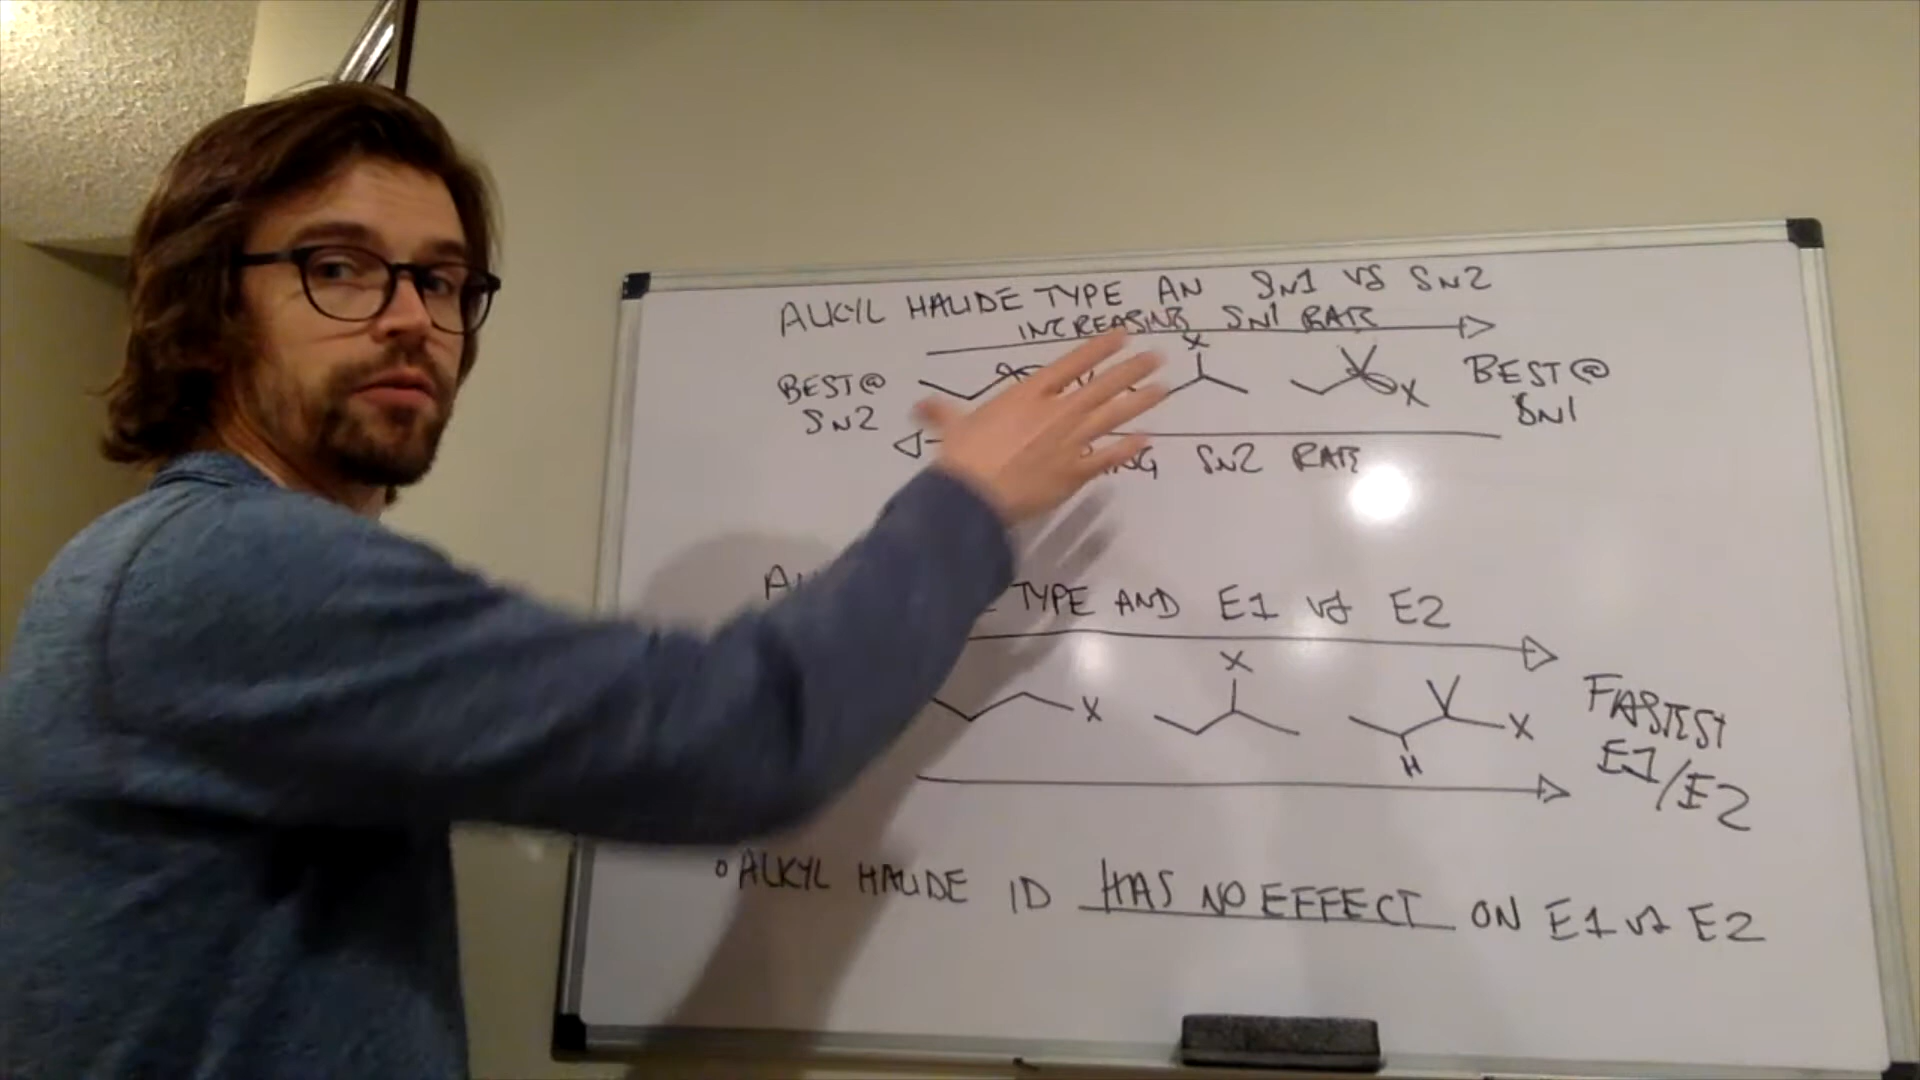 ALKYL HALIDE TYPE AN SN1 VS SN2
INCREASING SN1 RATE
X
BEST@
SN2
X
BEST@
SN1
ING SN2 RATE
TYPE AND E1 VS E2
X
X
X
H
FASTEST
E1/E2
ALKYL HALIDE ID HAS NO EFFECT ON E1 VS E2